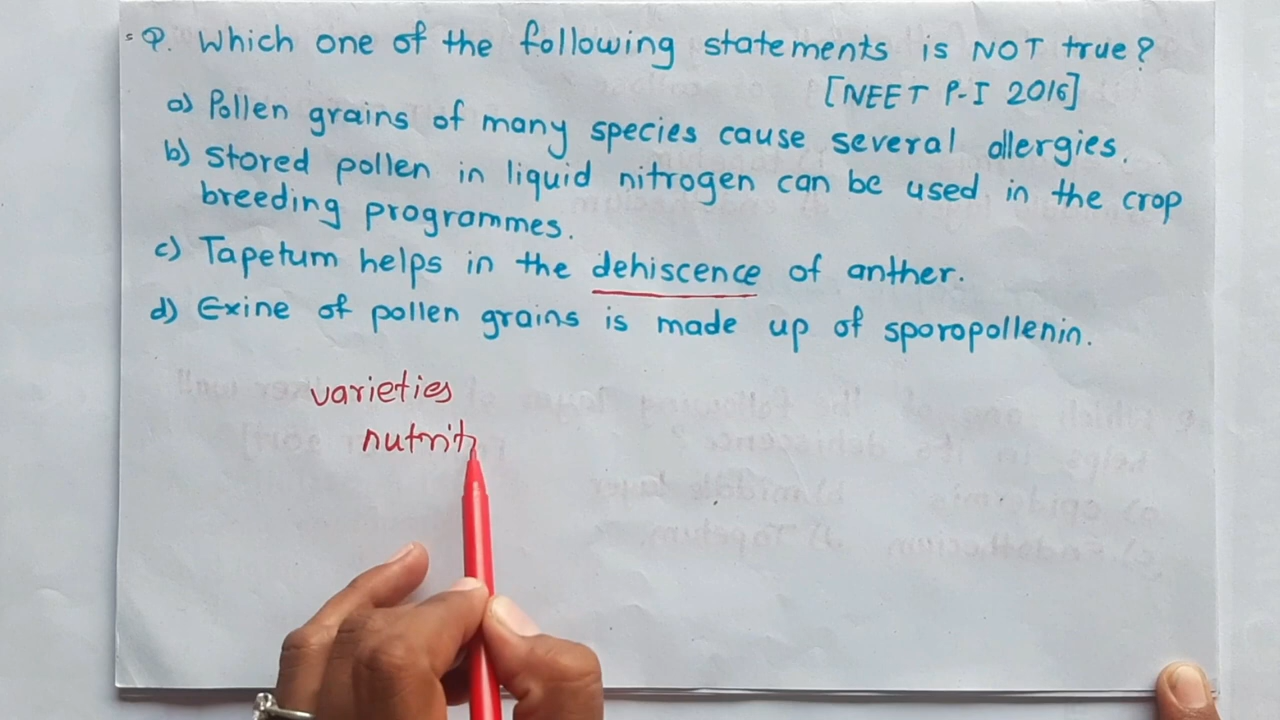 Q. Which one of the following statements is NOT true?
[NEET P-I 2016]
a) Pollen grains of many species cause several allergies.
b) Stored pollen in liquid nitrogen can be used in the crop
breeding programmes.
c) Tapetum helps in the dehiscence of anther.
d) Exine of pollen grains is made up of sporopollenin.
varieties
nutrit